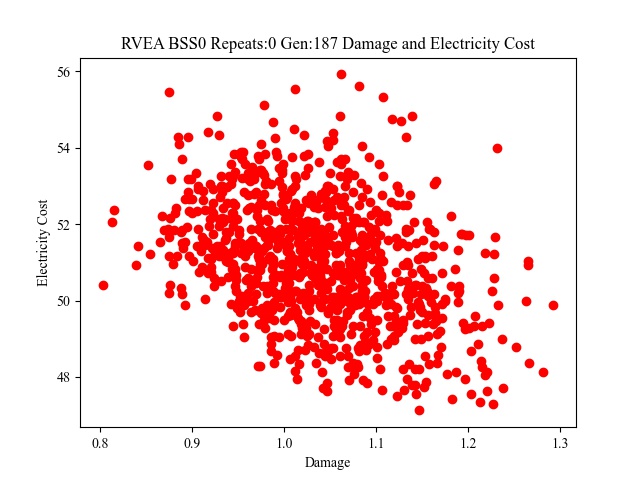 RVEA BSS0 Repeats:0 Gen:187 Damage and Electricity Cost
56
54
52
50
48
Electricity Cost
0.8 0.9 1.0 1.1 1.2 1.3
Damage